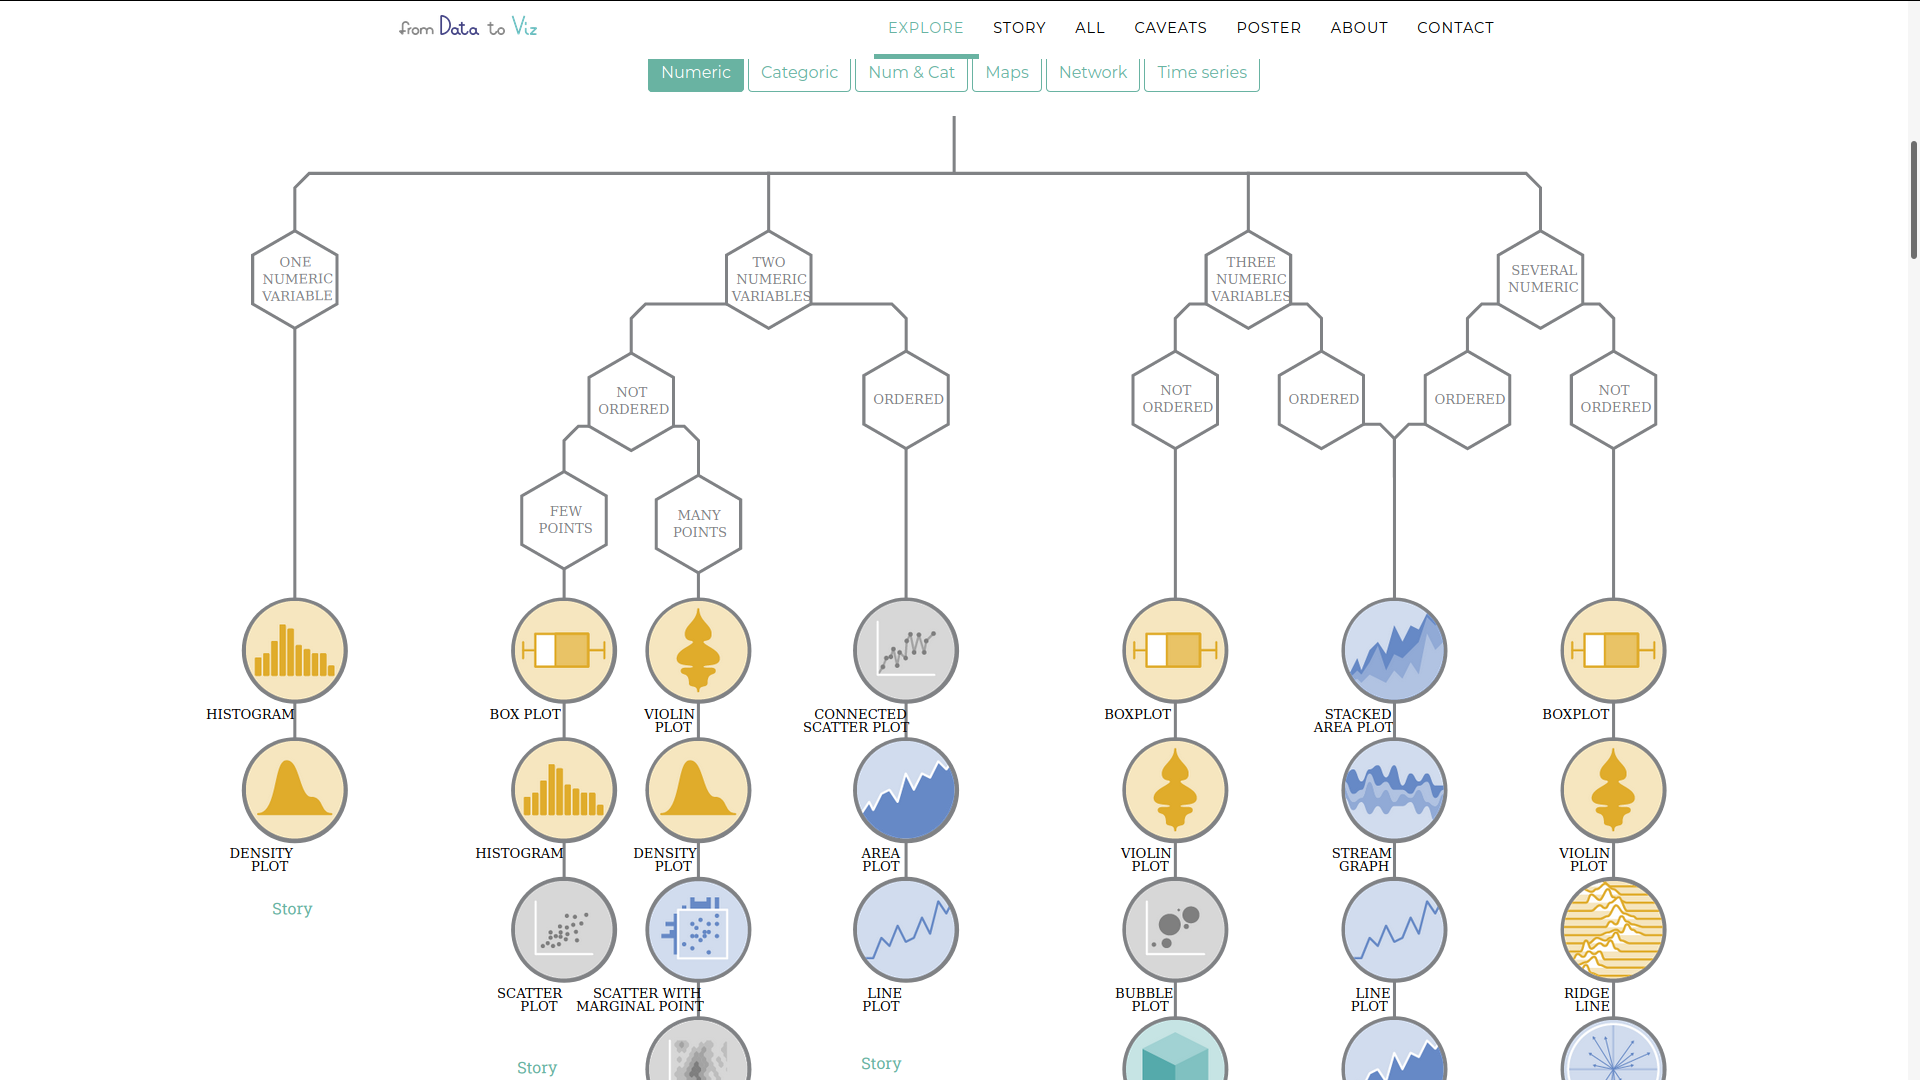 from Data to Viz
EXPLORE
STORY
ALL
CAVEATS
POSTER
ABOUT
CONTACT
Numeric
Categoric
Num & Cat
Maps
Network
Time series
ONE
NUMERIC
VARIABLE
TWO
NUMERIC
VARIABLES
THREE
NUMERIC
VARIABLES
SEVERAL
NUMERIC
NOT
ORDERED
ORDERED
NOT
ORDERED
ORDERED
ORDERED
NOT
ORDERED
FEW
POINTS
MANY
POINTS
HISTOGRAM
BOX PLOT
VIOLIN
PLOT
CONNECTED
SCATTER PLOT
BOXPLOT
STACKED
AREA PLOT
BOXPLOT
DENSITY
PLOT
HISTOGRAM
DENSITY
PLOT
AREA
PLOT
VIOLIN
PLOT
STREAM
GRAPH
VIOLIN
PLOT
Story
SCATTER
PLOT
SCATTER WITH
MARGINAL POINT
LINE
PLOT
BUBBLE
PLOT
LINE
PLOT
RIDGE
LINE
Story
Story